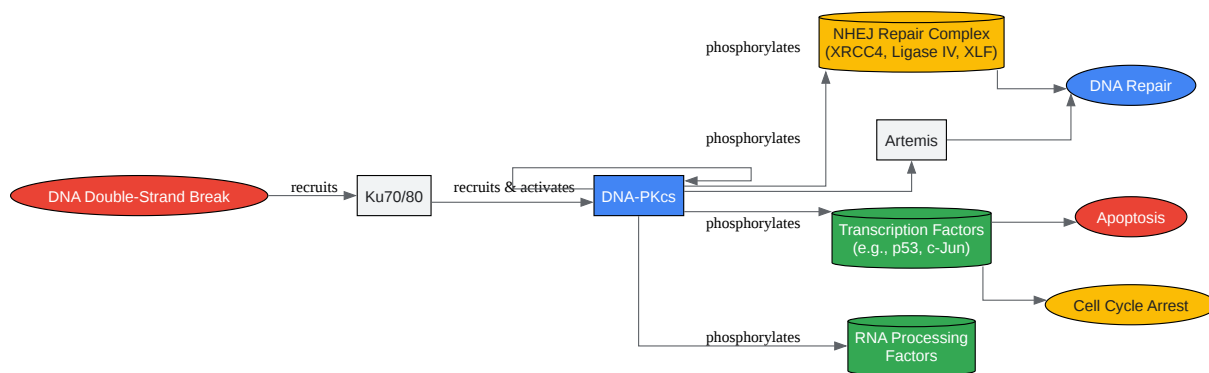 DNA Double-Strand Break
recruits
Ku70/80
recruits & activates
DNA-PKcs
phosphorylates
NHEJ Repair Complex
(XRCC4, Ligase IV, XLF)
DNA Repair
phosphorylates
Artemis
phosphorylates
Transcription Factors
(e.g., p53, c-Jun)
Apoptosis
Cell Cycle Arrest
phosphorylates
RNA Processing
Factors